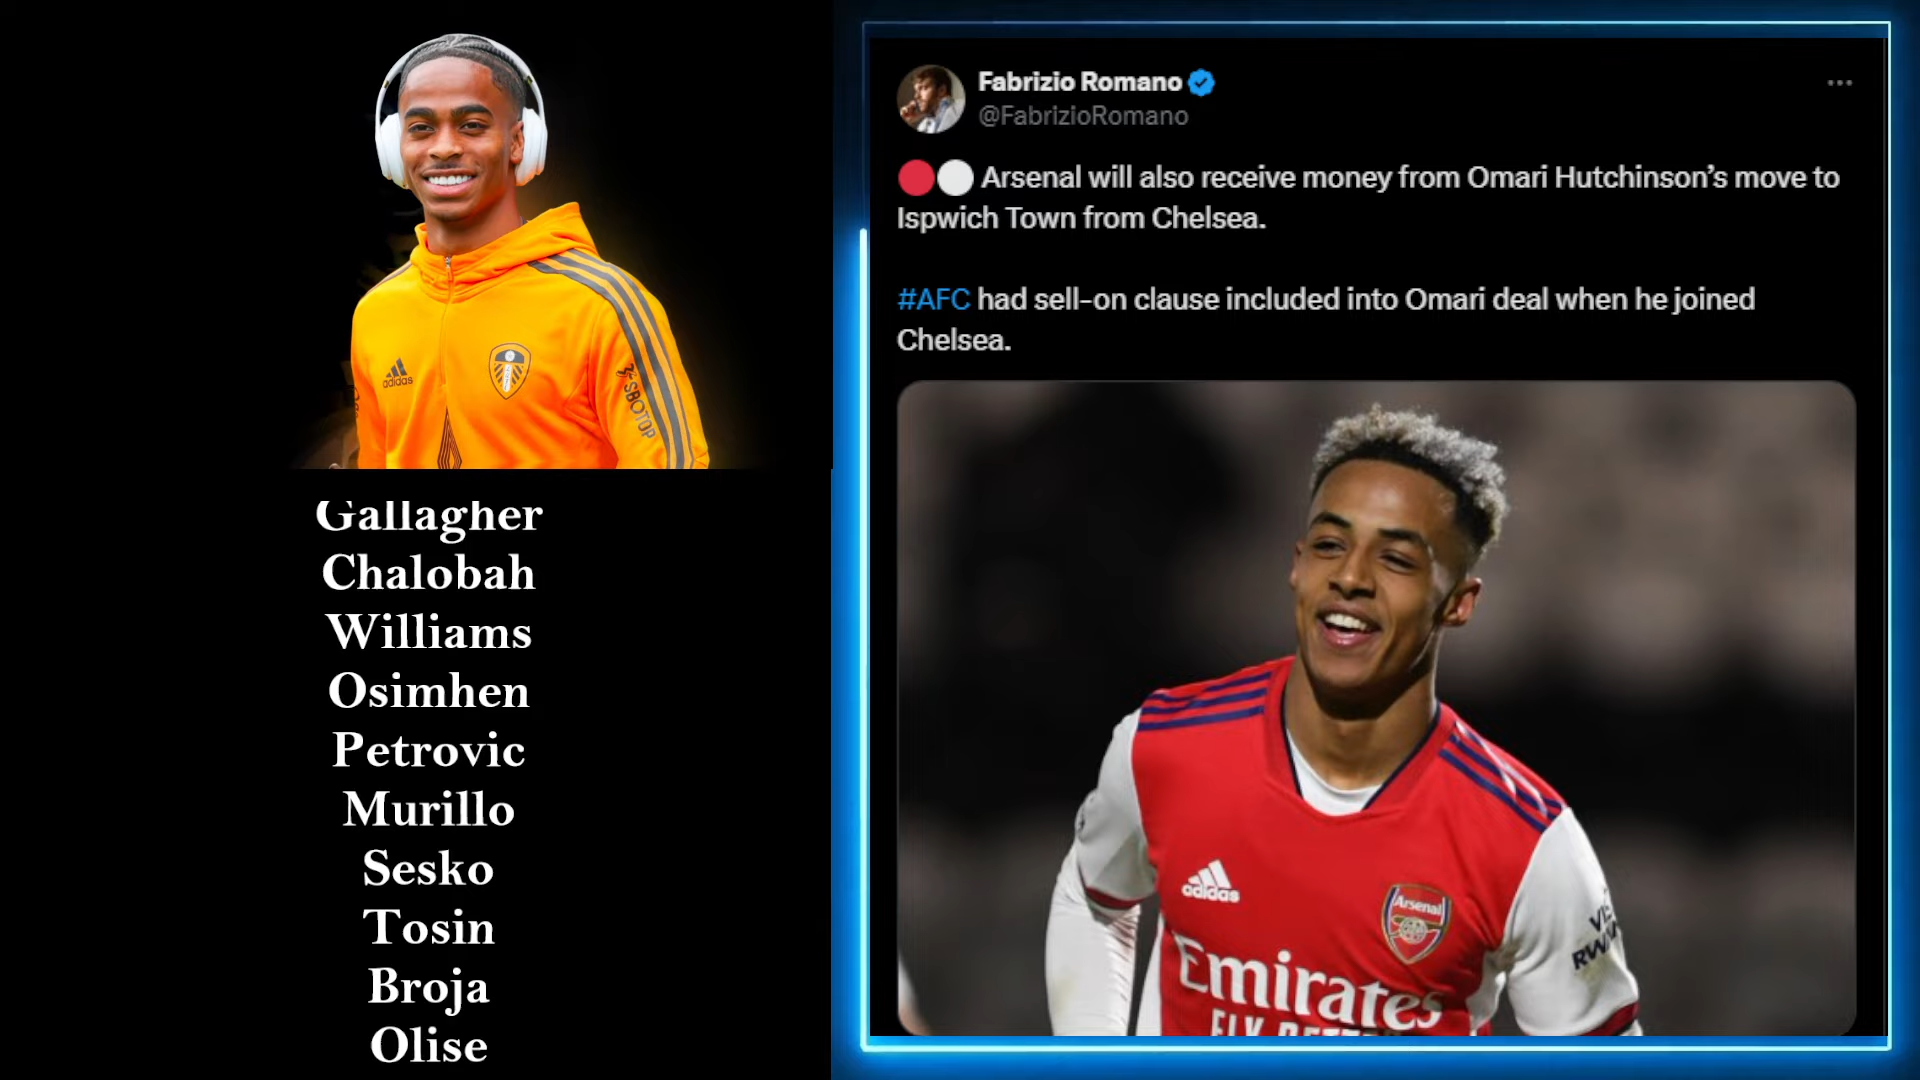 adidas
SBOTOP
Gallagher
Chalobah
Williams
Osimhen
Petrovic
Murillo
Sesko
Tosin
Broja
Olise
Fabrizio Romano
@FabrizioRomano
Arsenal will also receive money from Omari Hutchinson’s move to
Ispwich Town from Chelsea.
#AFC had sell-on clause included into Omari deal when he joined
Chelsea.
adidas
Arsenal
Emirates
FLY